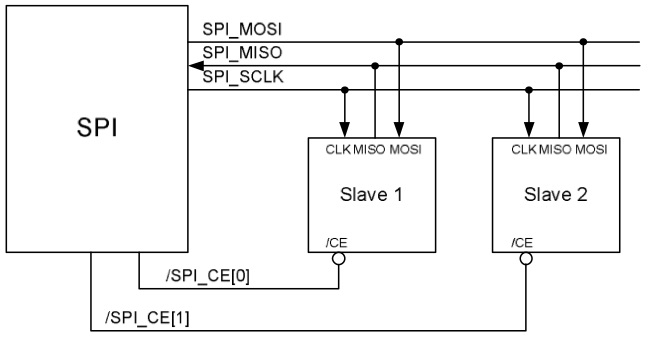 SPI_MOSI
SPI_MISO
SPI_SCLK
SPI
CLK MISO MOSI
Slave 1
/CE
CLK MISO MOSI
Slave 2
/CE
/SPI_CE[0]
/SPI_CE[1]